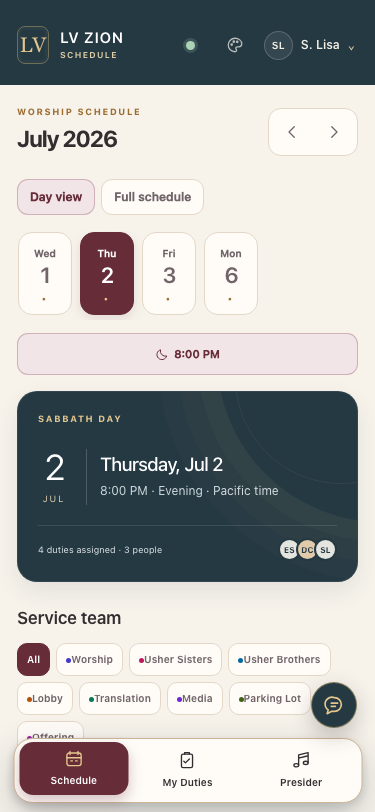 LV
LV ZION
SCHEDULE
SL
S. Lisa
WORSHIP SCHEDULE
July 2026
Day view
Full schedule
Wed
1
Thu
2
Fri
3
Mon
6
8:00 PM
SABBATH DAY
2
JUL
Thursday, Jul 2
8:00 PM · Evening · Pacific time
4 duties assigned · 3 people
ES
DC
SL
Service team
All
Worship
Usher Sisters
Usher Brothers
Lobby
Translation
Media
Parking Lot
Offering
Schedule
My Duties
Presider